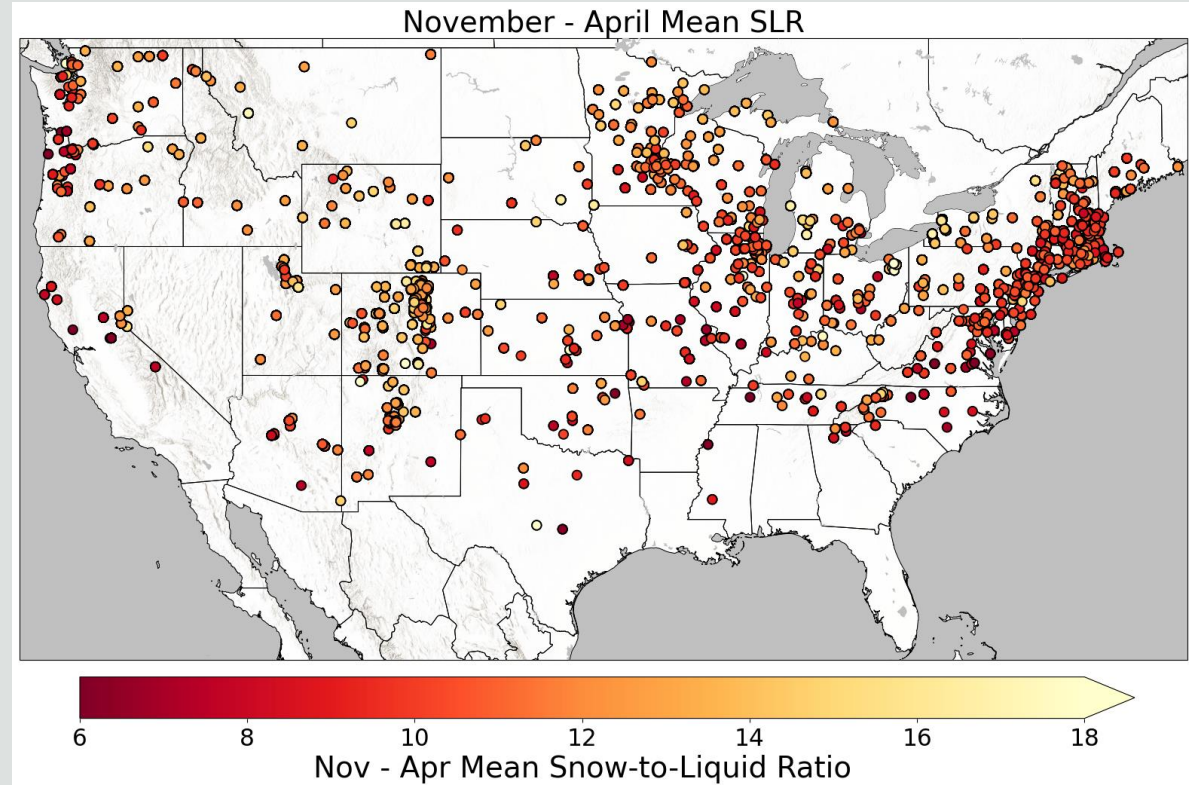 November - April Mean SLR
6 8 10 12 14 16 18
Nov - Apr Mean Snow-to-Liquid Ratio